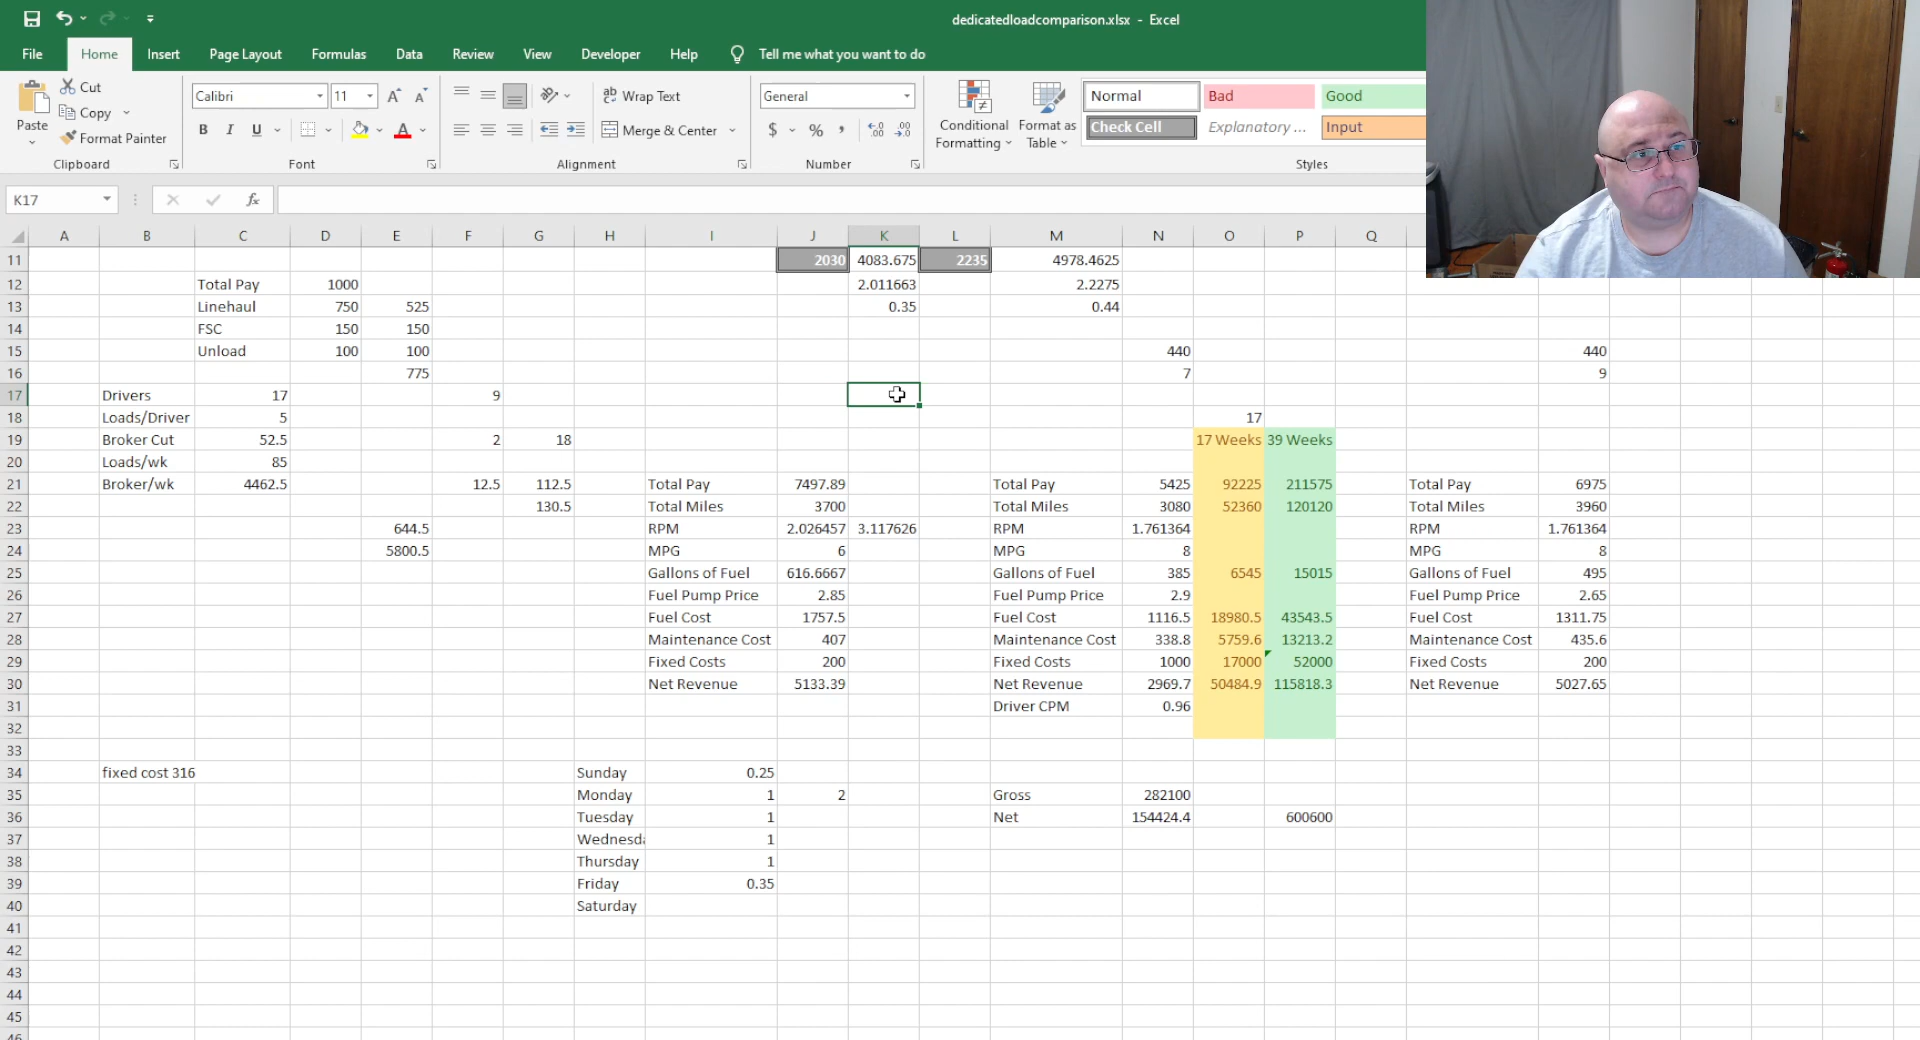 dedicatedloadcomparison.xlsx - Excel
File Home Insert Page Layout Formulas Data Review View Developer Help Tell me what you want to do
Paste
Cut
Copy
Format Painter
Calibri 11
B I U
ab Wrap Text
Merge & Center
General
$ % ,
Conditional Formatting
Format as Table
Normal Bad Good
Check Cell Explanatory ... Input
Clipboard Font Alignment Number Styles
K17 fx
A B C D E F G H I J K L M N O P Q
11 2030 4083.675 2235 4978.4625
12 Total Pay 1000 2.011663 2.2275
13 Linehaul 750 525 0.35 0.44
14 FSC 150 150
15 Unload 100 100 440 440
16 775 7 9
17 Drivers 17 9
18 Loads/Driver 5 17
19 Broker Cut 52.5 2 18 17 Weeks 39 Weeks
20 Loads/wk 85
21 Broker/wk 4462.5 12.5 112.5 Total Pay 7497.89 Total Pay 5425 92225 211575 Total Pay 6975
22 130.5 Total Miles 3700 Total Miles 3080 52360 120120 Total Miles 3960
23 644.5 RPM 2.026457 3.117626 RPM 1.761364 RPM 1.761364
24 5800.5 MPG 6 MPG 8 MPG 8
25 Gallons of Fuel 616.6667 Gallons of Fuel 385 6545 15015 Gallons of Fuel 495
26 Fuel Pump Price 2.85 Fuel Pump Price 2.9 Fuel Pump Price 2.65
27 Fuel Cost 1757.5 Fuel Cost 1116.5 18980.5 43543.5 Fuel Cost 1311.75
28 Maintenance Cost 407 Maintenance Cost 338.8 5759.6 13213.2 Maintenance Cost 435.6
29 Fixed Costs 200 Fixed Costs 1000 17000 52000 Fixed Costs 200
30 Net Revenue 5133.39 Net Revenue 2969.7 50484.9 115818.3 Net Revenue 5027.65
31 Driver CPM 0.96
32
33
34 fixed cost 316 Sunday 0.25
35 Monday 1 2 Gross 282100
36 Tuesday 1 Net 154424.4 600600
37 Wednesd 1
38 Thursday 1
39 Friday 0.35
40 Saturday
41
42
43
44
45
46